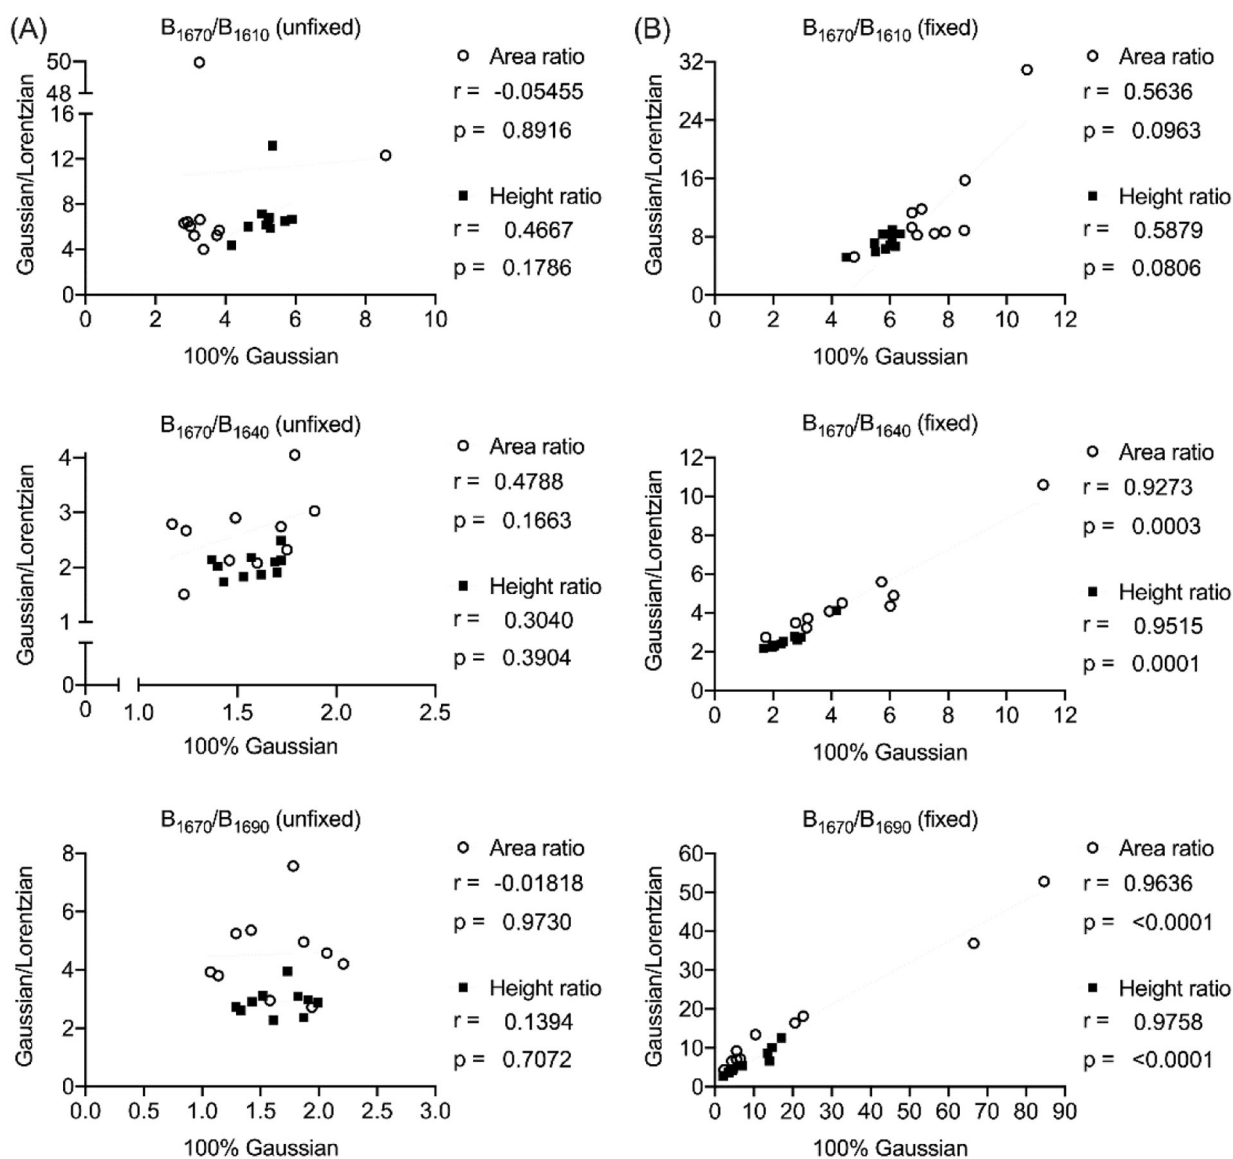 (A)
B1670/B1610 (unfixed)
Gaussian/Lorentzian
50
48
16
12
8
4
0
0 2 4 6 8 10
100% Gaussian
Area ratio
r = -0.05455
p = 0.8916
Height ratio
r = 0.4667
p = 0.1786
(B)
B1670/B1610 (fixed)
Gaussian/Lorentzian
32
24
16
8
0
0 2 4 6 8 10 12
100% Gaussian
Area ratio
r = 0.5636
p = 0.0963
Height ratio
r = 0.5879
p = 0.0806
B1670/B1640 (unfixed)
Gaussian/Lorentzian
4
3
2
1
0
0 1.0 1.5 2.0 2.5
100% Gaussian
Area ratio
r = 0.4788
p = 0.1663
Height ratio
r = 0.3040
p = 0.3904
B1670/B1640 (fixed)
Gaussian/Lorentzian
12
10
8
6
4
2
0
0 2 4 6 8 10 12
100% Gaussian
Area ratio
r = 0.9273
p = 0.0003
Height ratio
r = 0.9515
p = 0.0001
B1670/B1690 (unfixed)
Gaussian/Lorentzian
8
6
4
2
0
0.0 0.5 1.0 1.5 2.0 2.5 3.0
100% Gaussian
Area ratio
r = -0.01818
p = 0.9730
Height ratio
r = 0.1394
p = 0.7072
B1670/B1690 (fixed)
Gaussian/Lorentzian
60
50
40
30
20
10
0
0 10 20 30 40 50 60 70 80 90
100% Gaussian
Area ratio
r = 0.9636
p = <0.0001
Height ratio
r = 0.9758
p = <0.0001